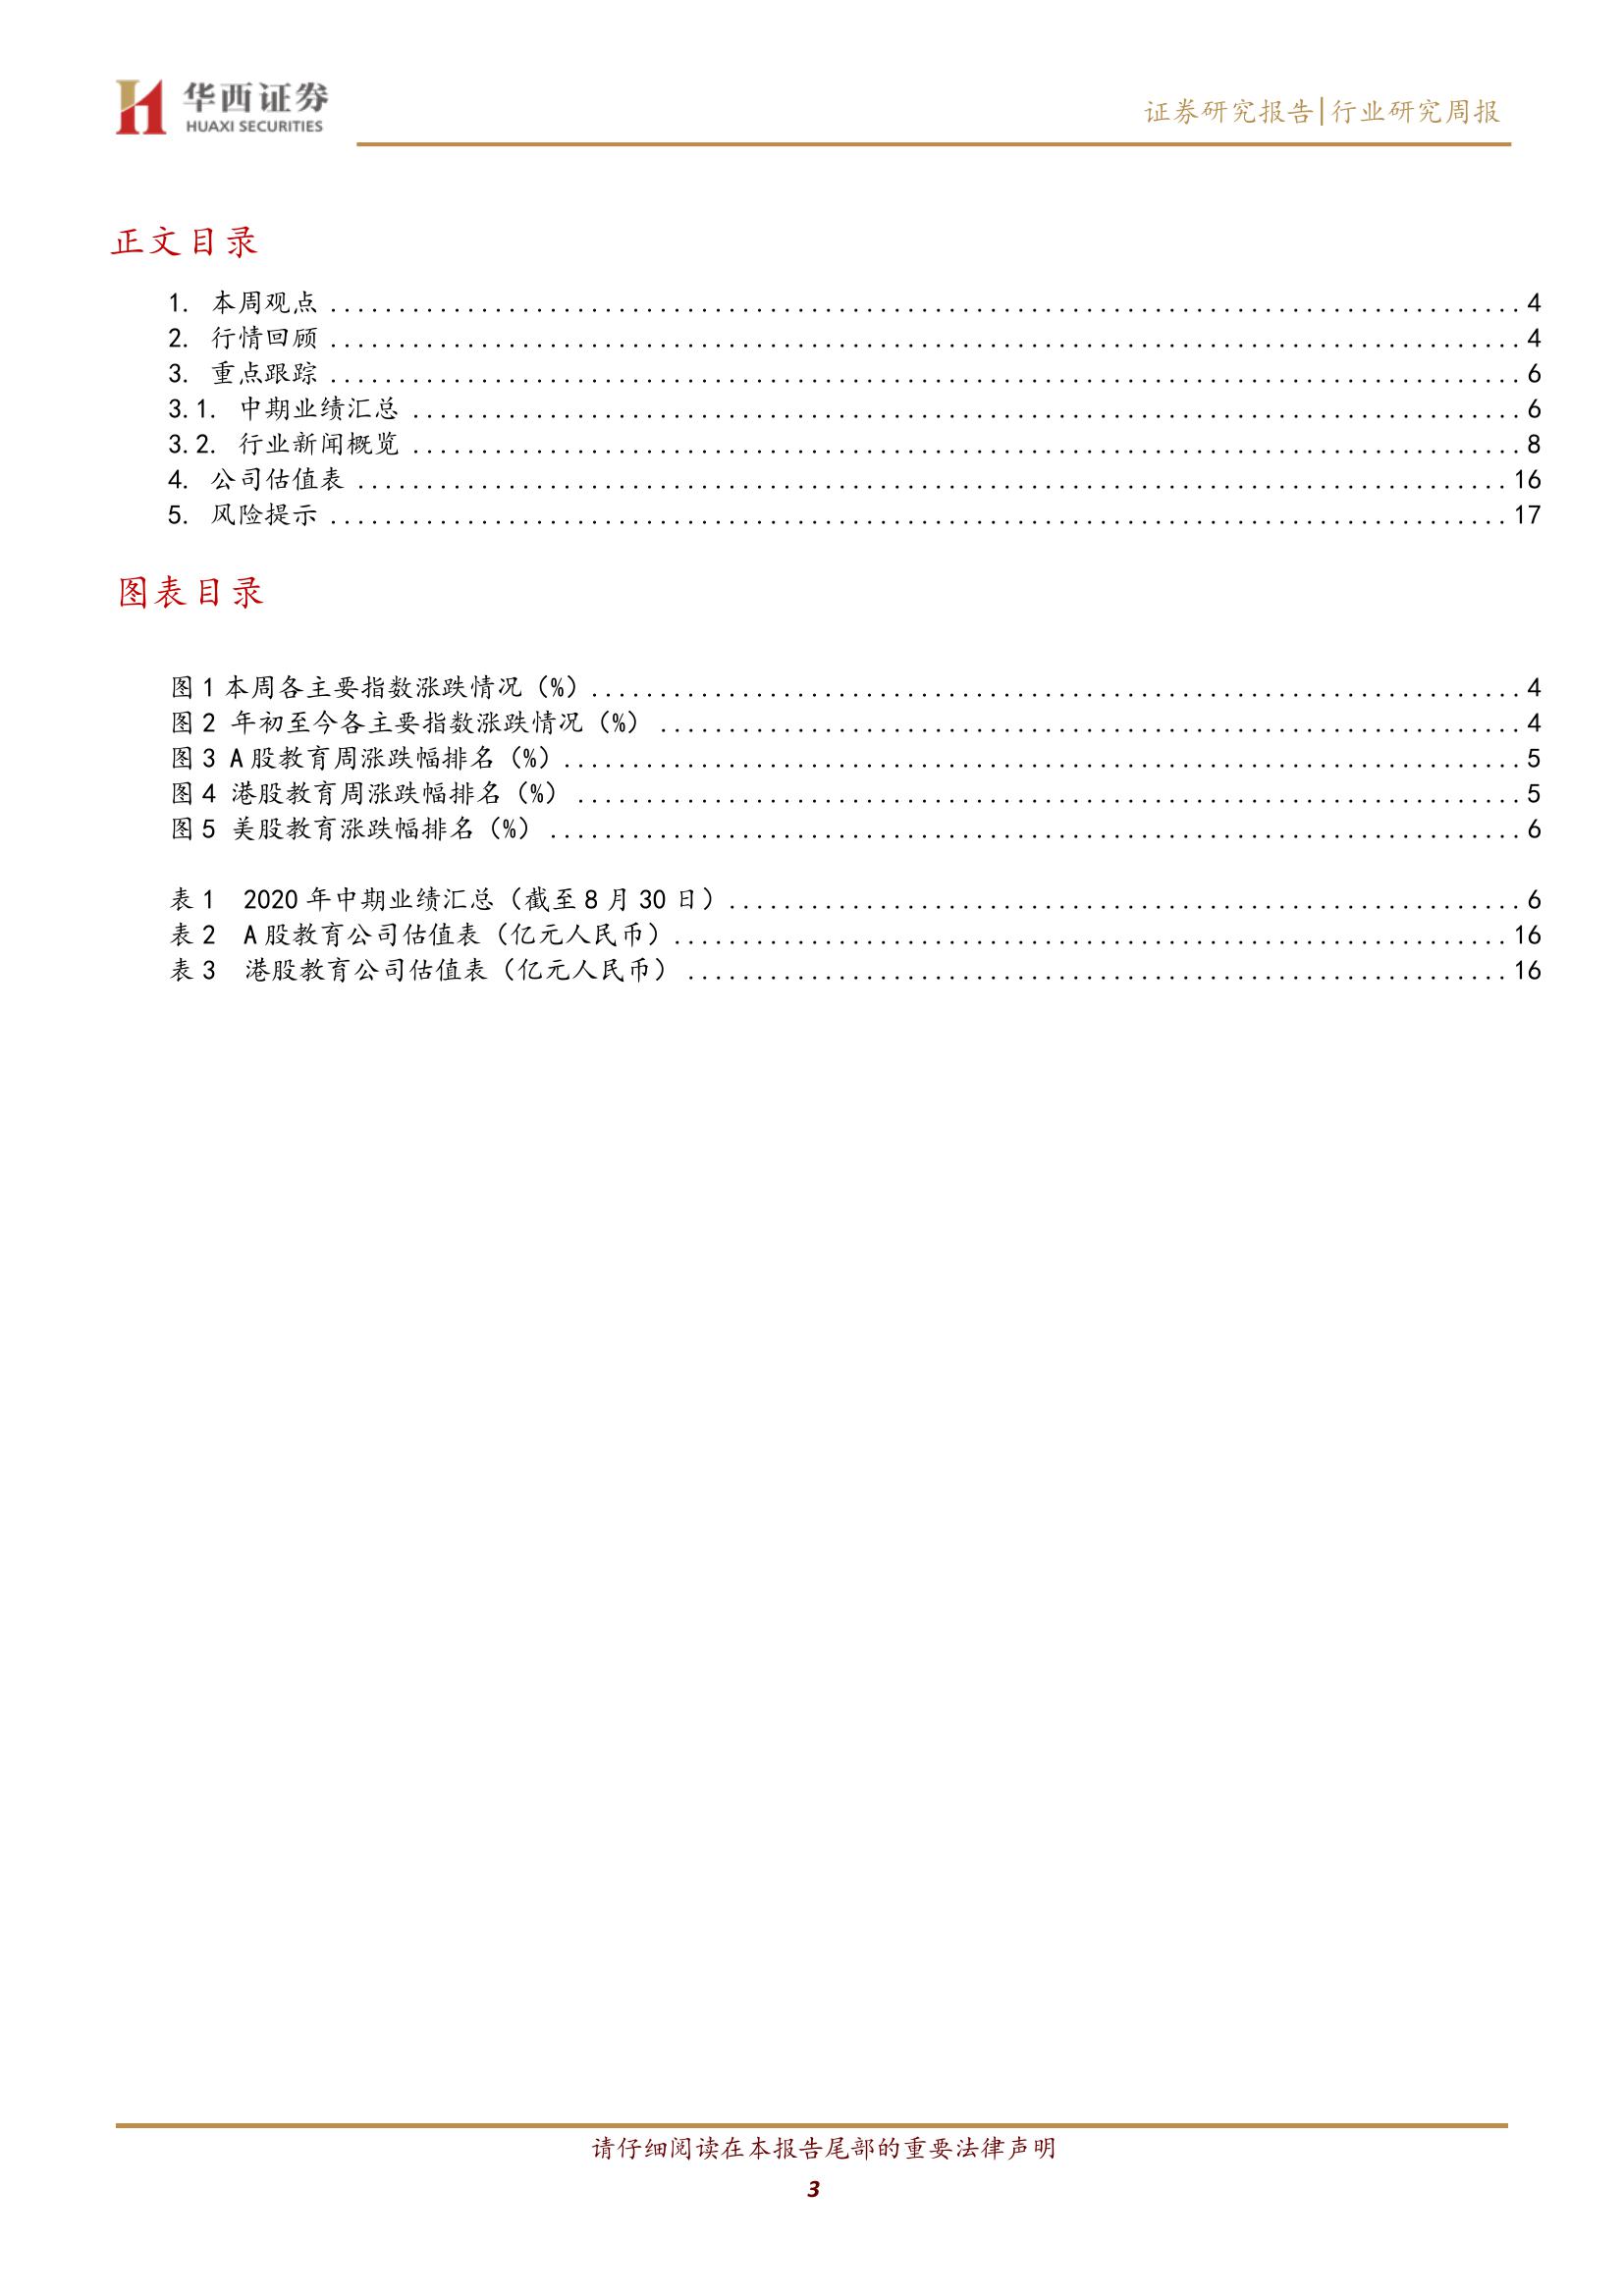 华西证券
HUAXI SECURITIES
证券研究报告|行业研究周报
正文目录
1. 本周观点 ........................................ 4
2. 行情回顾 ........................................ 4
3. 重点跟踪 ........................................ 6
3.1. 中期业绩汇总 ........................................ 6
3.2. 行业新闻概览 ........................................ 8
4. 公司估值表 ........................................ 16
5. 风险提示 ........................................ 17
图表目录
图 1 本周各主要指数涨跌情况（%）........................................ 4
图 2 年初至今各主要指数涨跌情况（%） ........................................ 4
图 3 A 股教育周涨跌幅排名（%）........................................ 5
图 4 港股教育周涨跌幅排名（%） ........................................ 5
图 5 美股教育涨跌幅排名（%） ........................................ 6
表 1 2020 年中期业绩汇总（截至 8 月 30 日）........................................ 6
表 2 A 股教育公司估值表（亿元人民币）........................................ 16
表 3 港股教育公司估值表（亿元人民币） ........................................ 16
请仔细阅读在本报告尾部的重要法律声明
3